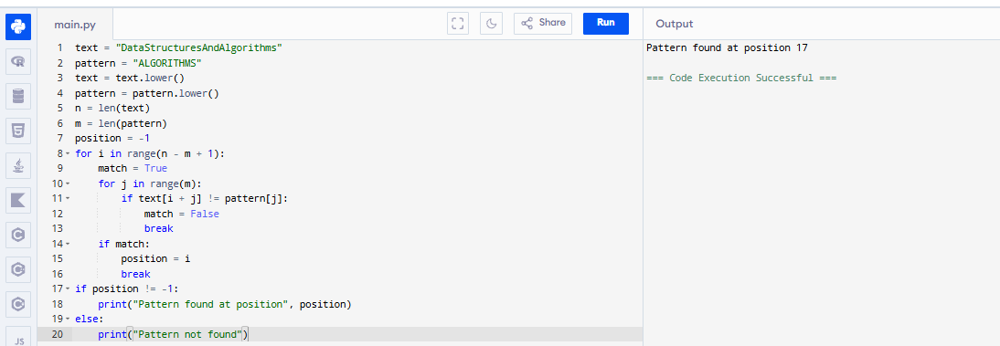 main.py
Share
Run
Output
1 text = "DataStructuresAndAlgorithms"
2 pattern = "ALGORITHMS"
3 text = text.lower()
4 pattern = pattern.lower()
5 n = len(text)
6 m = len(pattern)
7 position = -1
8 for i in range(n - m + 1):
9     match = True
10     for j in range(m):
11         if text[i + j] != pattern[j]:
12             match = False
13             break
14     if match:
15         position = i
16         break
17 if position != -1:
18     print("Pattern found at position", position)
19 else:
20     print("Pattern not found")
Pattern found at position 17
=== Code Execution Successful ===
JS